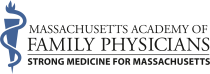 MASSACHUSETTS ACADEMY OF
FAMILY PHYSICIANS
STRONG MEDICINE FOR MASSACHUSETTS